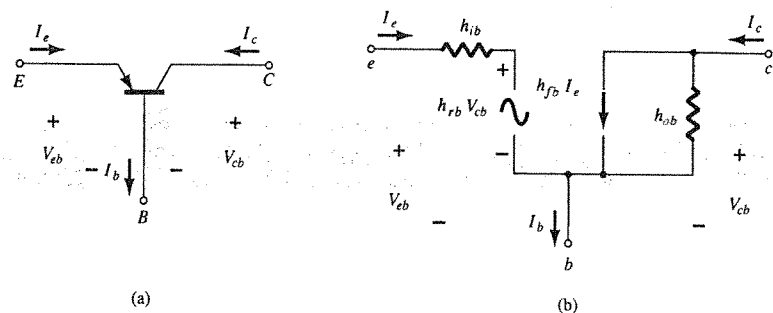 I_e
I_c
E
C
+
V_eb
−
I_b
+
V_cb
−
B
(a)
I_e
h_ib
I_c
e
c
+
h_rb V_cb
−
h_fb I_e
h_ob
+
V_eb
−
I_b
+
V_cb
−
b
(b)